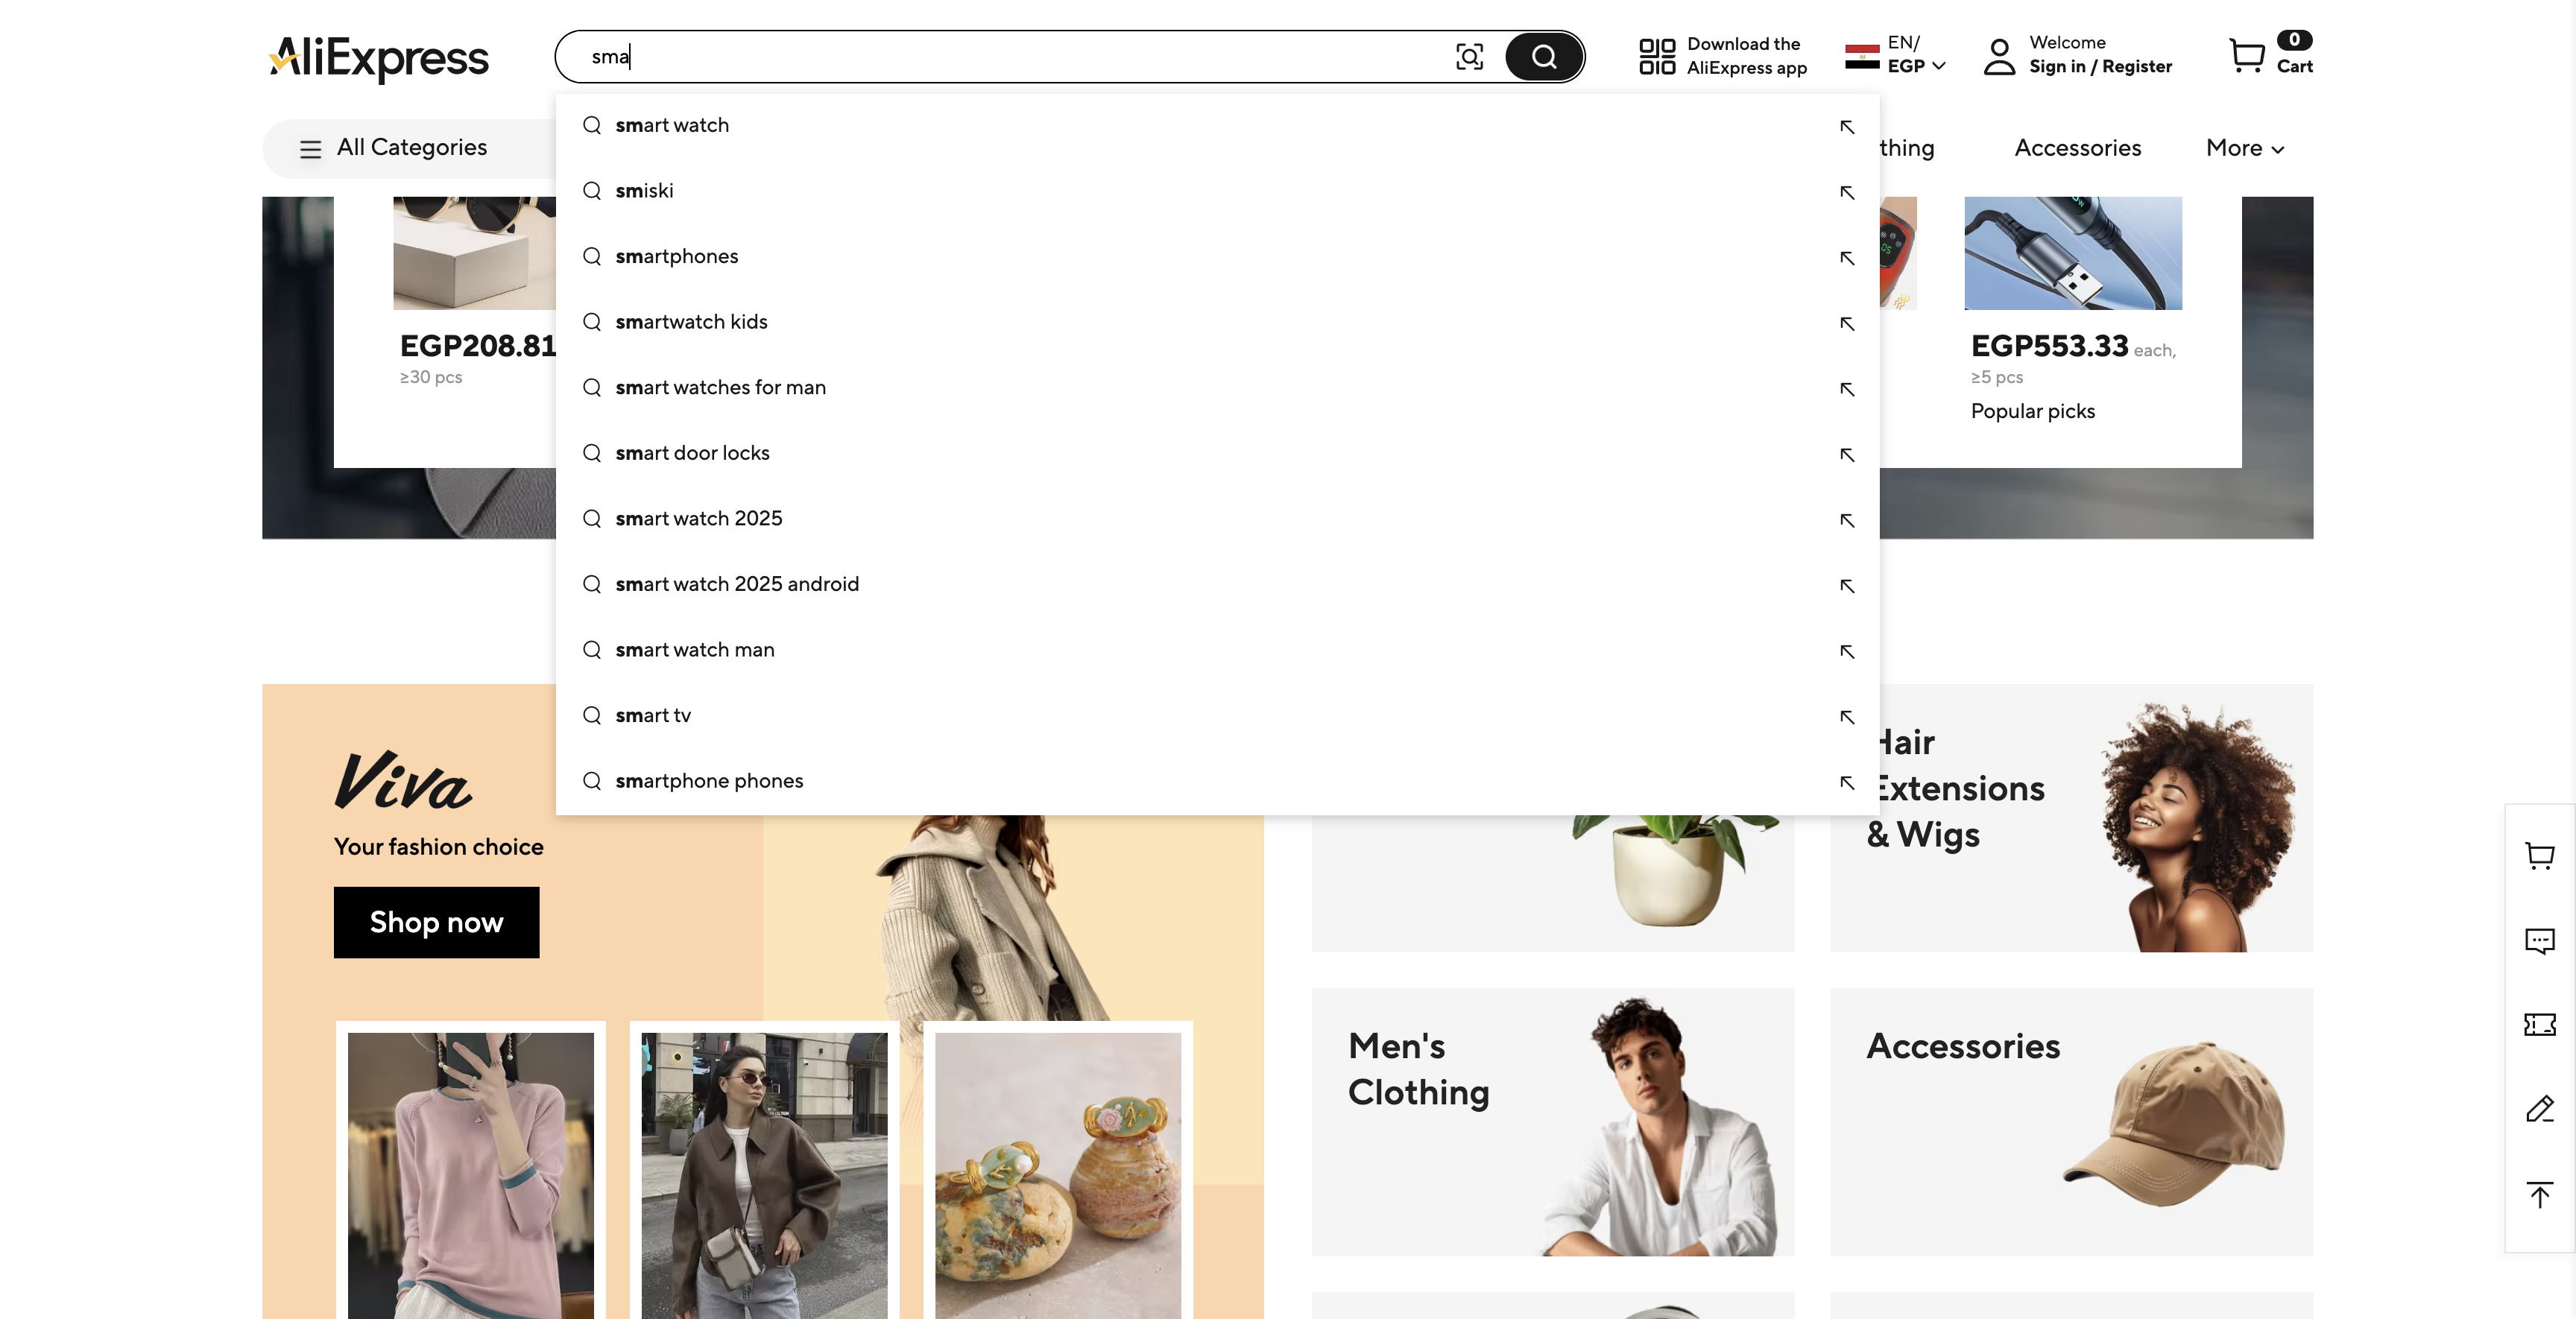 AliExpress
sma
Download the
AliExpress app
EN/
EGP
Welcome
Sign in / Register
0
Cart
All Categories
thing
Accessories
More
smart watch
smiski
smartphones
smartwatch kids
smart watches for man
smart door locks
smart watch 2025
smart watch 2025 android
smart watch man
smart tv
smartphone phones
EGP208.81
≥30 pcs
EGP553.33 each,
≥5 pcs
Popular picks
Viva
Your fashion choice
Shop now
Hair
Extensions
& Wigs
Men's
Clothing
Accessories